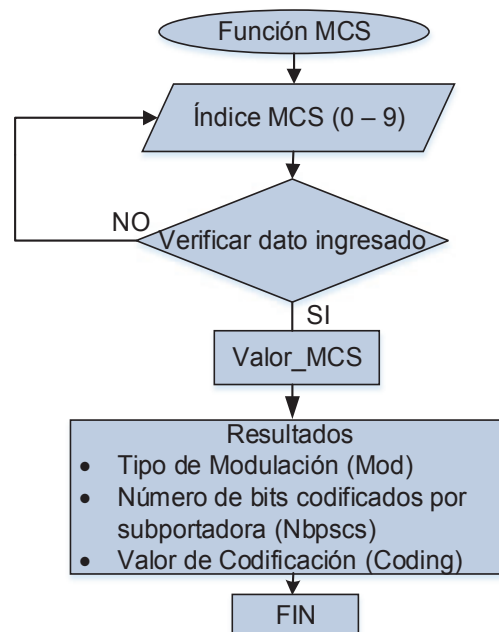 Función MCS
Índice MCS (0 – 9)
NO
Verificar dato ingresado
SI
Valor_MCS
Resultados
• Tipo de Modulación (Mod)
• Número de bits codificados por
subportadora (Nbpscs)
• Valor de Codificación (Coding)
FIN